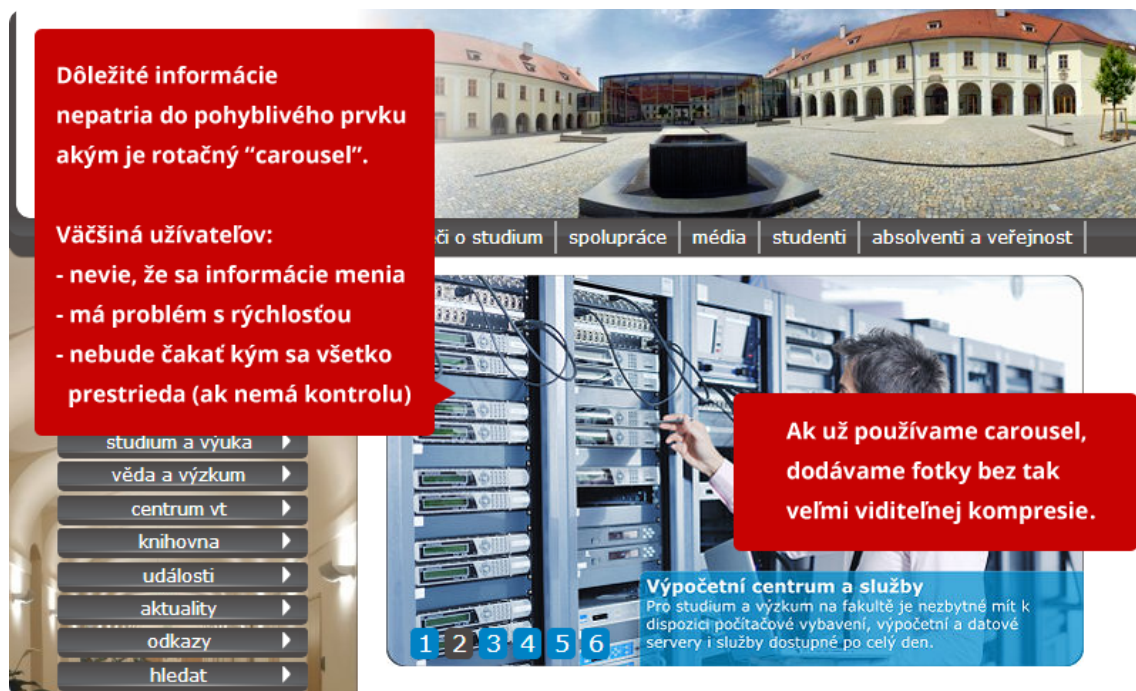 Dôležité informácie
nepatria do pohyblivého prvku
akým je rotačný “carousel”.
Väčšiná užívateľov:
- nevie, že sa informácie menia
- má problém s rýchlosťou
- nebude čakať kým sa všetko
prestrieda (ak nemá kontrolu)
o studium
spolupráce
média
studenti
absolventi a veřejnost
Ak už používame carousel,
dodávame fotky bez tak
veľmi viditeľnej kompresie.
studium a výuka
věda a výzkum
centrum vt
knihovna
události
aktuality
odkazy
hledat
Výpočetní centrum a služby
Pro studium a výzkum na fakultě je nezbytné mít k
dispozici počítačové vybavení, výpočetní a datové
servery i služby dostupné po celý den.
1 2 3 4 5 6